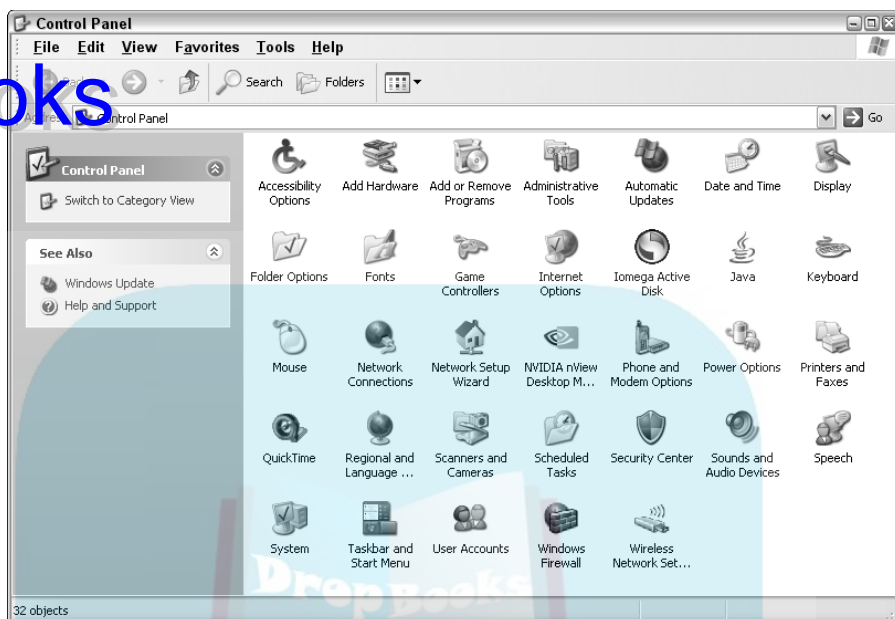 Control Panel
File Edit View Favorites Tools Help
Search Folders
oks
Control Panel Go
Control Panel
Switch to Category View
See Also
Windows Update
Help and Support
Accessibility Options
Add Hardware
Add or Remove Programs
Administrative Tools
Automatic Updates
Date and Time
Display
Folder Options
Fonts
Game Controllers
Internet Options
Iomega Active Disk
Java
Keyboard
Mouse
Network Connections
Network Setup Wizard
NVIDIA nView Desktop M...
Phone and Modem Options
Power Options
Printers and Faxes
QuickTime
Regional and Language ...
Scanners and Cameras
Scheduled Tasks
Security Center
Sounds and Audio Devices
Speech
System
Taskbar and Start Menu
User Accounts
Windows Firewall
Wireless Network Set...
DropBooks
32 objects